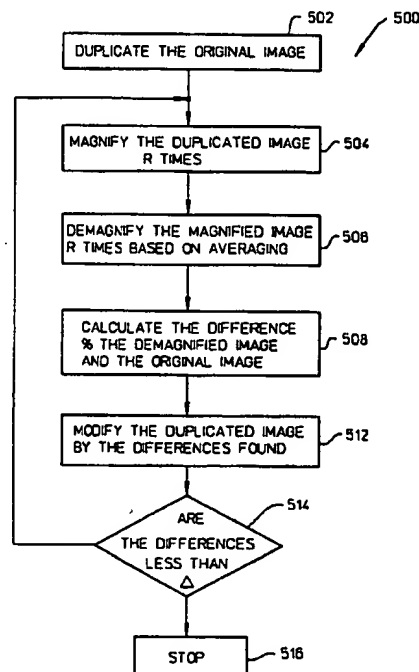 502
500
DUPLICATE THE ORIGINAL IMAGE
MAGNIFY THE DUPLICATED IMAGE
R TIMES
504
DEMAGNIFY THE MAGNIFIED IMAGE
R TIMES BASED ON AVERAGING
506
CALCULATE THE DIFFERENCE
% THE DEMAGNIFIED IMAGE
AND THE ORIGINAL IMAGE
508
MODIFY THE DUPLICATED IMAGE
BY THE DIFFERENCES FOUND
512
514
ARE
THE DIFFERENCES
LESS THAN
△
STOP
516